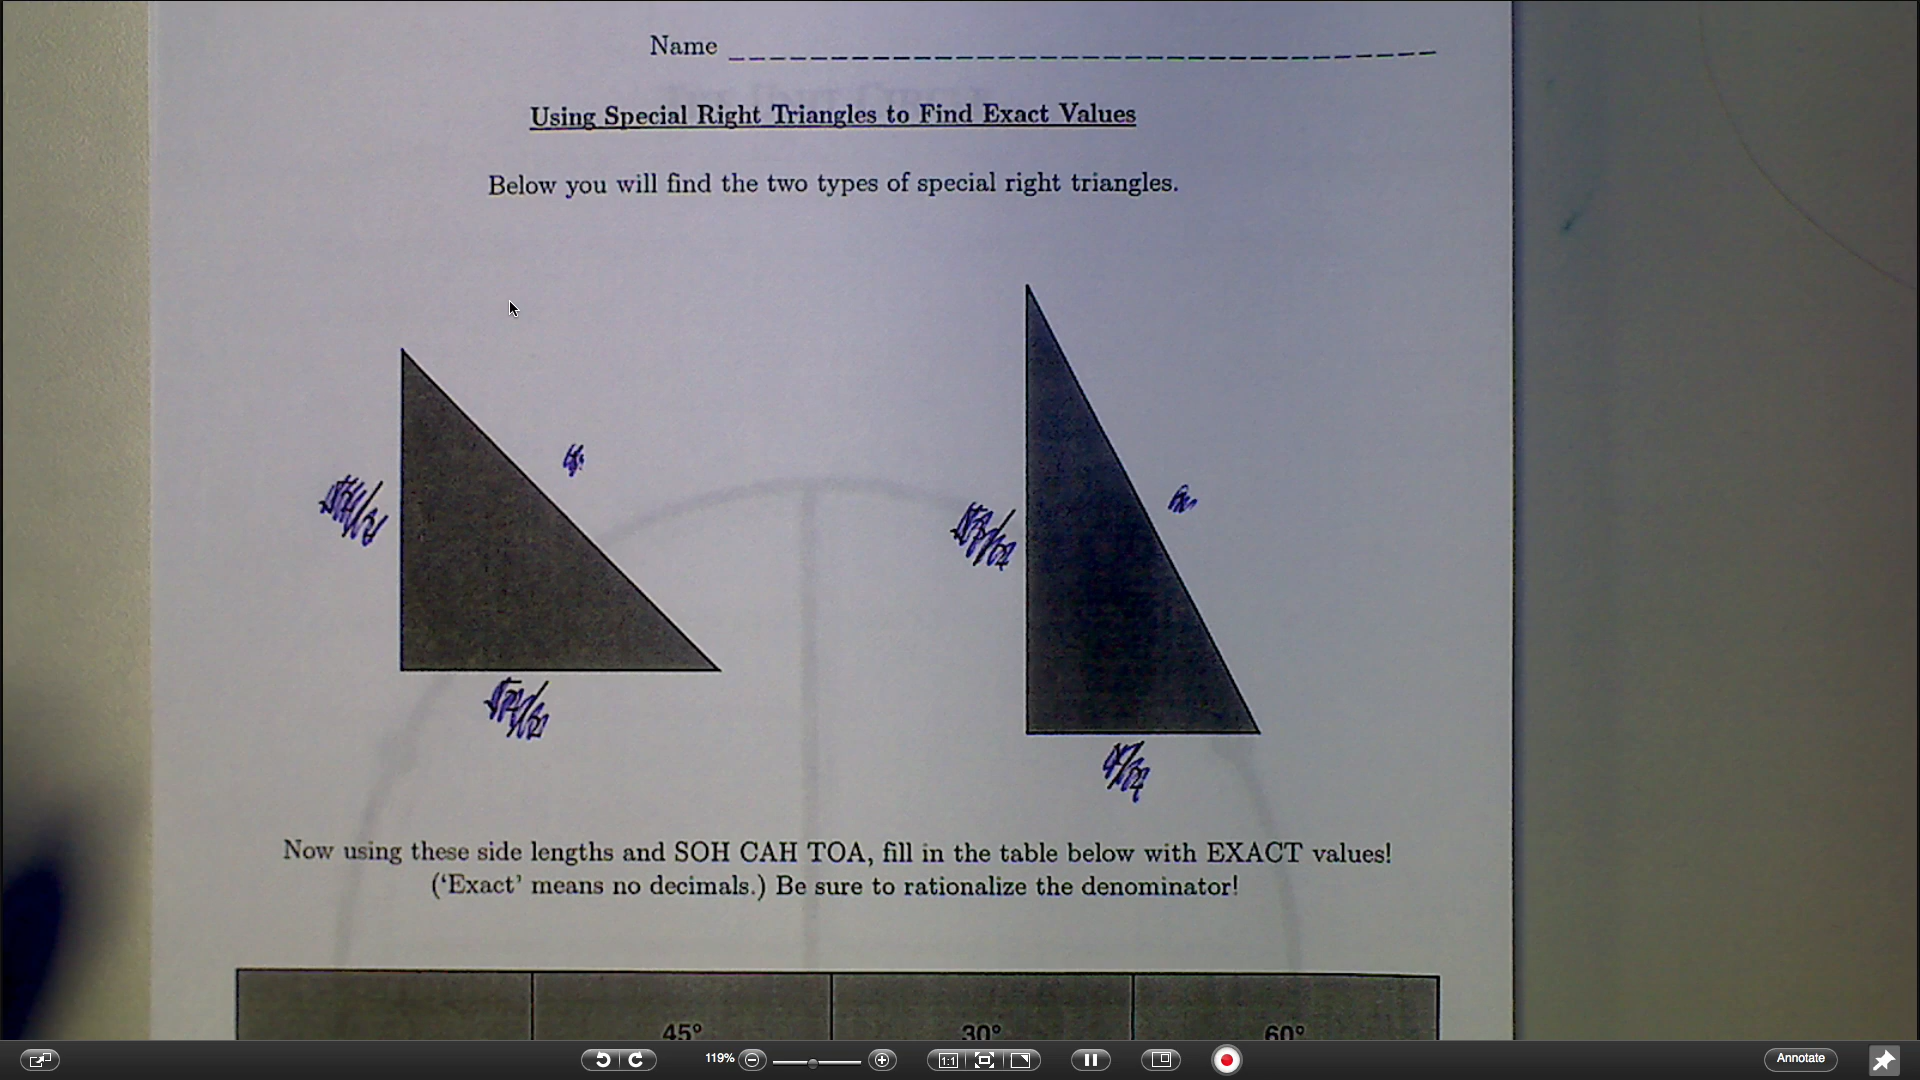 Name
Using Special Right Triangles to Find Exact Values
Below you will find the two types of special right triangles.
Now using these side lengths and SOH CAH TOA, fill in the table below with EXACT values!
('Exact' means no decimals.) Be sure to rationalize the denominator!
45° 30° 60°
119% 1:1 Annotate